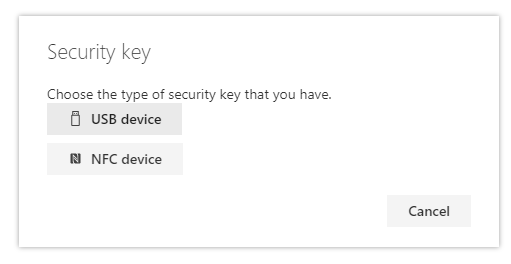 Security key
Choose the type of security key that you have.
USB device
NFC device
Cancel